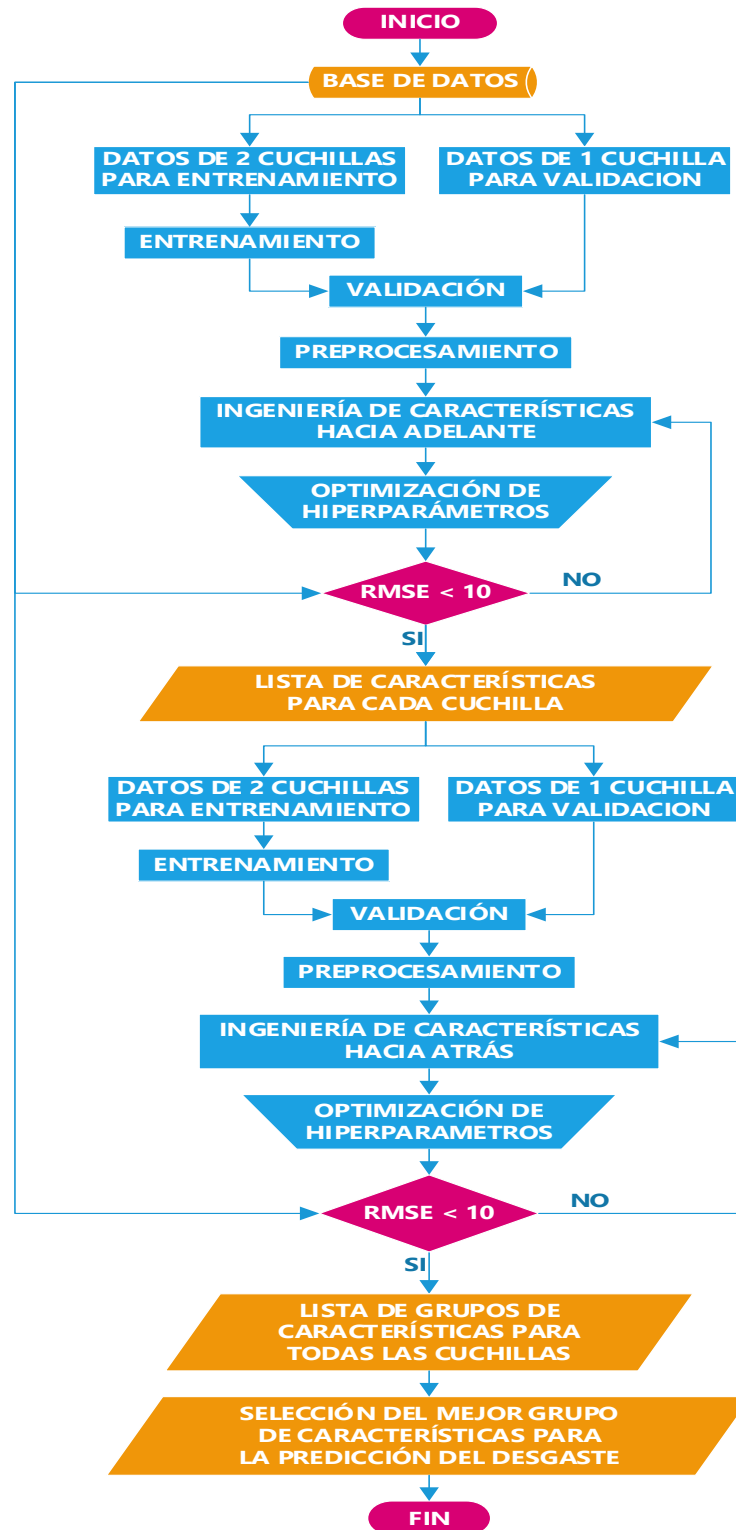 INICIO
BASE DE DATOS
DATOS DE 2 CUCHILLAS
PARA ENTRENAMIENTO
DATOS DE 1 CUCHILLA
PARA VALIDACION
ENTRENAMIENTO
VALIDACIÓN
PREPROCESAMIENTO
INGENIERÍA DE CARACTERÍSTICAS
HACIA ADELANTE
OPTIMIZACIÓN DE
HIPERPARÁMETROS
RMSE < 10
NO
SI
LISTA DE CARACTERÍSTICAS
PARA CADA CUCHILLA
DATOS DE 2 CUCHILLAS
PARA ENTRENAMIENTO
DATOS DE 1 CUCHILLA
PARA VALIDACION
ENTRENAMIENTO
VALIDACIÓN
PREPROCESAMIENTO
INGENIERÍA DE CARACTERÍSTICAS
HACIA ATRÁS
OPTIMIZACIÓN DE
HIPERPARAMETROS
RMSE < 10
NO
SI
LISTA DE GRUPOS DE
CARACTERÍSTICAS PARA
TODAS LAS CUCHILLAS
SELECCIÓN DEL MEJOR GRUPO
DE CARACTERÍSTICAS PARA
LA PREDICCIÓN DEL DESGASTE
FIN